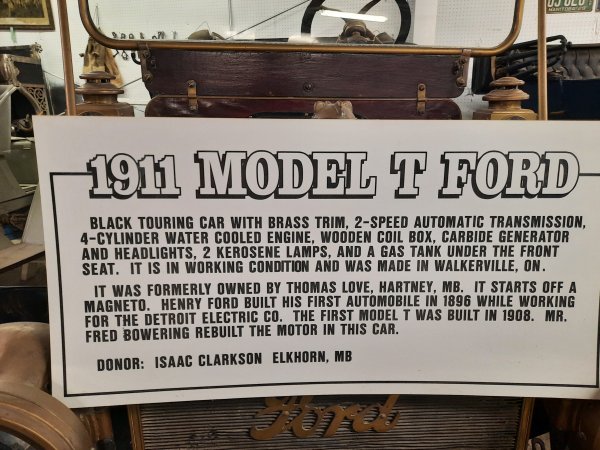 1911 MODEL T FORD
BLACK TOURING CAR WITH BRASS TRIM, 2-SPEED AUTOMATIC TRANSMISSION,
4-CYLINDER WATER COOLED ENGINE, WOODEN COIL BOX, CARBIDE GENERATOR
AND HEADLIGHTS, 2 KEROSENE LAMPS, AND A GAS TANK UNDER THE FRONT
SEAT. IT IS IN WORKING CONDITION AND WAS MADE IN WALKERVILLE, ON.
IT WAS FORMERLY OWNED BY THOMAS LOVE, HARTNEY, MB. IT STARTS OFF A
MAGNETO. HENRY FORD BUILT HIS FIRST AUTOMOBILE IN 1896 WHILE WORKING
FOR THE DETROIT ELECTRIC CO. THE FIRST MODEL T WAS BUILT IN 1908. MR.
FRED BOWERING REBUILT THE MOTOR IN THIS CAR.
DONOR: ISAAC CLARKSON ELKHORN, MB
Ford